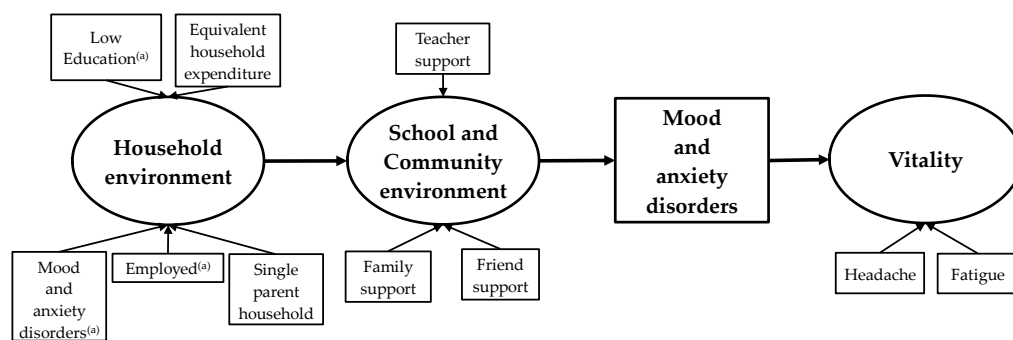 Low
Education(a)
Equivalent
household
expenditure
Teacher
support
Household
environment
School and
Community
environment
Mood
and
anxiety
disorders
Vitality
Mood
and
anxiety
disorders(a)
Employed(a)
Single
parent
household
Family
support
Friend
support
Headache
Fatigue